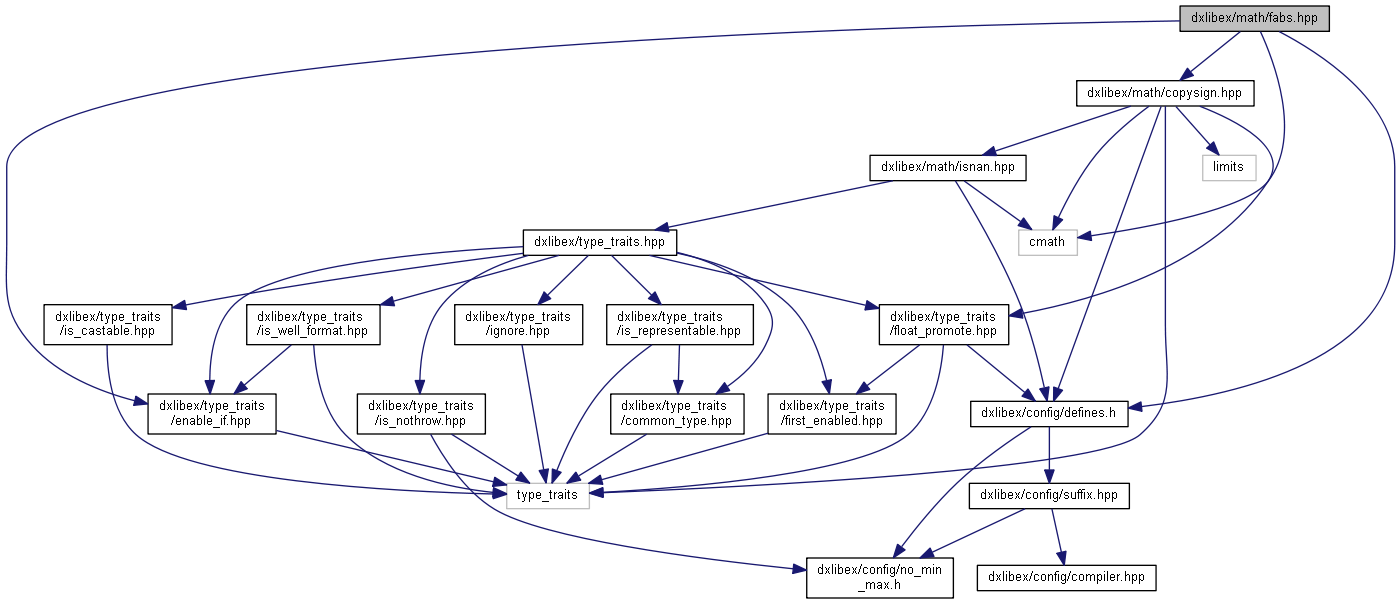 dxlibex/math/fabs.hpp
dxlibex/math/copysign.hpp
dxlibex/math/isnan.hpp
limits
dxlibex/type_traits.hpp
cmath
dxlibex/type_traits
/is_castable.hpp
dxlibex/type_traits
/is_well_format.hpp
dxlibex/type_traits
/ignore.hpp
dxlibex/type_traits
/is_representable.hpp
dxlibex/type_traits
/float_promote.hpp
dxlibex/type_traits
/enable_if.hpp
dxlibex/type_traits
/is_nothrow.hpp
dxlibex/type_traits
/common_type.hpp
dxlibex/type_traits
/first_enabled.hpp
dxlibex/config/defines.h
type_traits
dxlibex/config/suffix.hpp
dxlibex/config/no_min
_max.h
dxlibex/config/compiler.hpp